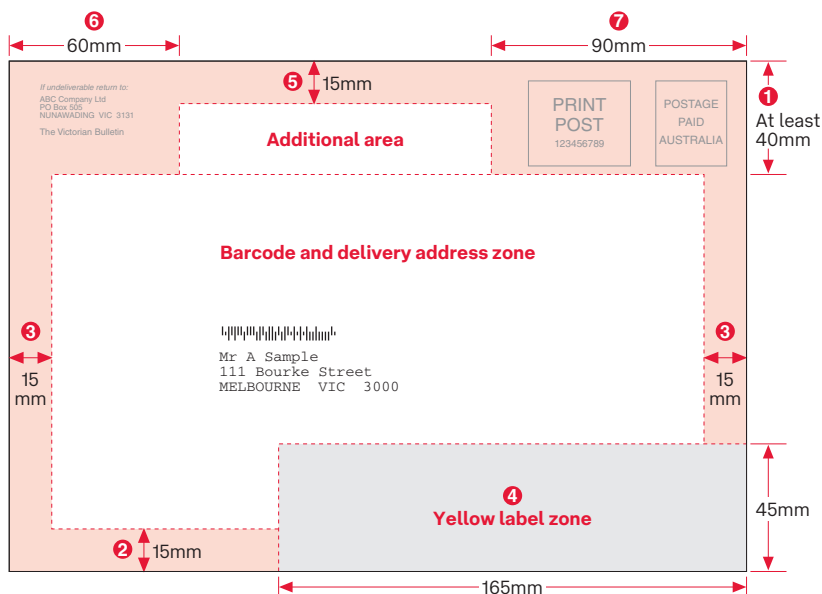 6
60mm
7
90mm
If undeliverable return to:
ABC Company Ltd
PO Box 505
NUNAWADING VIC 3131
The Victorian Bulletin
5
15mm
PRINT
POST
123456789
POSTAGE
PAID
AUSTRALIA
1
At least
40mm
Additional area
Barcode and delivery address zone
3
15
mm
Mr A Sample
111 Bourke Street
MELBOURNE VIC 3000
3
15
mm
4
Yellow label zone
45mm
2
15mm
165mm